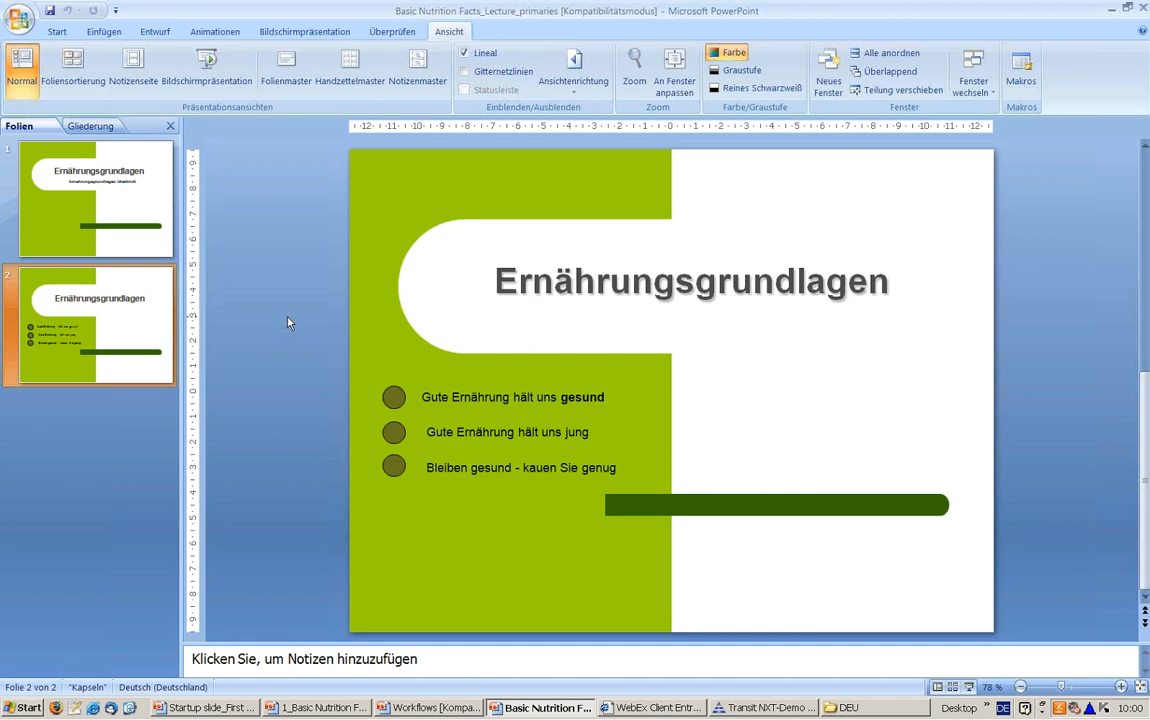 Basic Nutrition Facts_Lecture_primaries [Kompatibilitätsmodus] - Microsoft PowerPoint
Start Einfügen Entwurf Animationen Bildschirmpräsentation Überprüfen Ansicht
Normal Foliensortierung Notizenseite Bildschirmpräsentation Folienmaster Handzettelmaster Notizenmaster
Präsentationsansichten
Lineal
Gitternetzlinien
Statusleiste
Ansichtenrichtung
Einblenden/Ausblenden
Zoom An Fenster anpassen
Zoom
Farbe
Graustufe
Reines Schwarzweiß
Farbe/Graustufe
Neues Fenster
Alle anordnen
Überlappend
Teilung verschieben
Fenster wechseln
Fenster
Makros
Makros
Folien Gliederung
1
Ernährungsgrundlagen
2
Ernährungsgrundlagen
Ernährungsgrundlagen
Gute Ernährung hält uns gesund
Gute Ernährung hält uns jung
Bleiben gesund - kauen Sie genug
Klicken Sie, um Notizen hinzuzufügen
Folie 2 von 2 "Kapseln" Deutsch (Deutschland) 78 %
Start Startup slide_First ... 1_Basic Nutrition F... Workflows [Kompa... Basic Nutrition F... WebEx Client Entr... Transit NXT-Demo ... DEU Desktop » DE 10:00